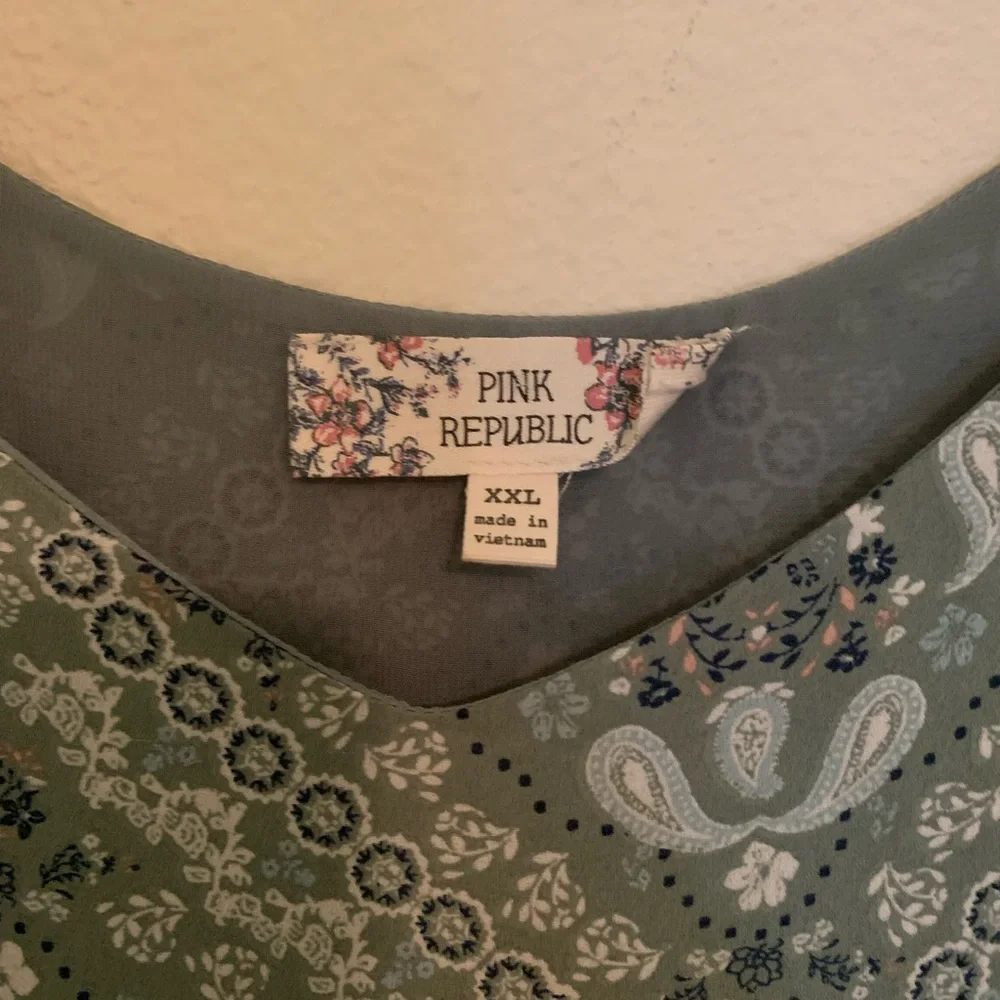 PINK
REPUBLIC
XXL
made in
vietnam